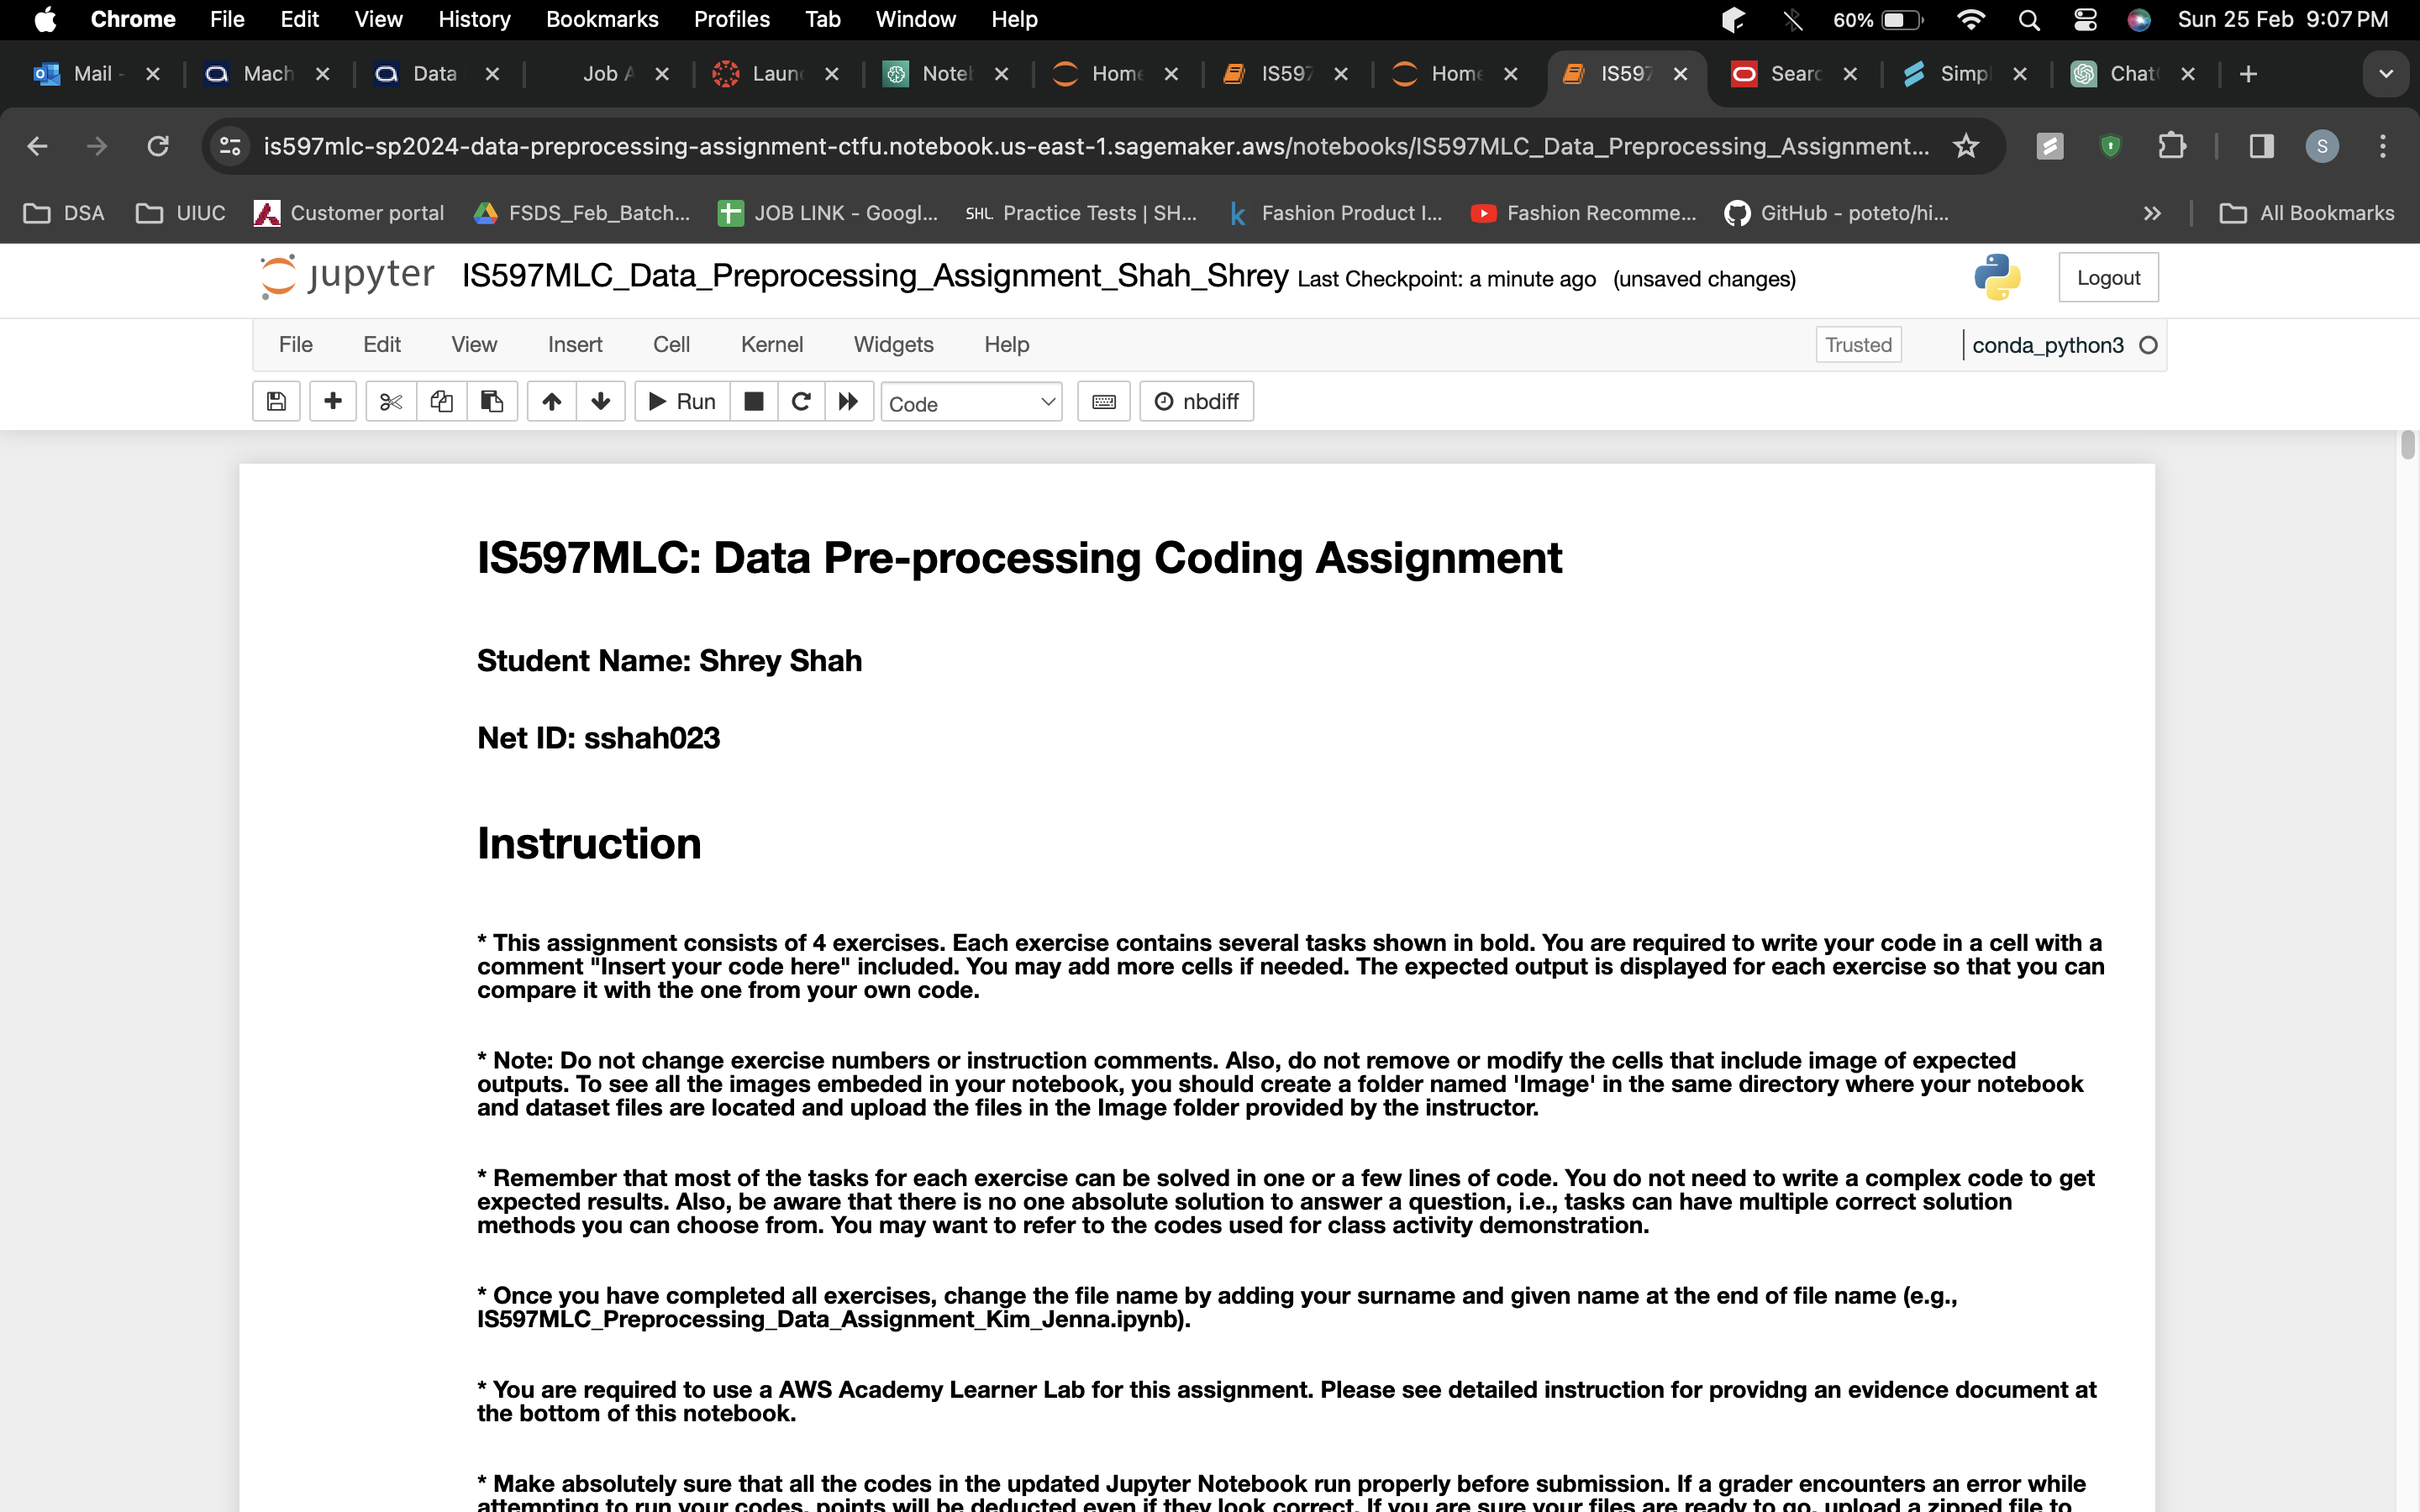 Chrome File Edit View History Bookmarks Profiles Tab Window Help 60% Sun 25 Feb 9:07 PM
Mail - Mach Data Job A Laun Note Home IS597 Home IS597 Searc Simpl Chat
is597mlc-sp2024-data-preprocessing-assignment-ctfu.notebook.us-east-1.sagemaker.aws/notebooks/IS597MLC_Data_Preprocessing_Assignment... S
DSA UIUC Customer portal FSDS_Feb_Batch... JOB LINK - Googl... SHL Practice Tests | SH... k Fashion Product I... Fashion Recomme... GitHub - poteto/hi... » All Bookmarks
jupyter IS597MLC_Data_Preprocessing_Assignment_Shah_Shrey Last Checkpoint: a minute ago (unsaved changes) Logout
File Edit View Insert Cell Kernel Widgets Help Trusted conda_python3
Run Code nbdiff
IS597MLC: Data Pre-processing Coding Assignment
Student Name: Shrey Shah
Net ID: sshah023
Instruction
* This assignment consists of 4 exercises. Each exercise contains several tasks shown in bold. You are required to write your code in a cell with a
comment "Insert your code here" included. You may add more cells if needed. The expected output is displayed for each exercise so that you can
compare it with the one from your own code.
* Note: Do not change exercise numbers or instruction comments. Also, do not remove or modify the cells that include image of expected
outputs. To see all the images embeded in your notebook, you should create a folder named 'Image' in the same directory where your notebook
and dataset files are located and upload the files in the Image folder provided by the instructor.
* Remember that most of the tasks for each exercise can be solved in one or a few lines of code. You do not need to write a complex code to get
expected results. Also, be aware that there is no one absolute solution to answer a question, i.e., tasks can have multiple correct solution
methods you can choose from. You may want to refer to the codes used for class activity demonstration.
* Once you have completed all exercises, change the file name by adding your surname and given name at the end of file name (e.g.,
IS597MLC_Preprocessing_Data_Assignment_Kim_Jenna.ipynb).
* You are required to use a AWS Academy Learner Lab for this assignment. Please see detailed instruction for providng an evidence document at
the bottom of this notebook.
* Make absolutely sure that all the codes in the updated Jupyter Notebook run properly before submission. If a grader encounters an error while
attempting to run your codes, points will be deducted even if they look correct. If you are sure your files are ready to go, upload a zipped file to